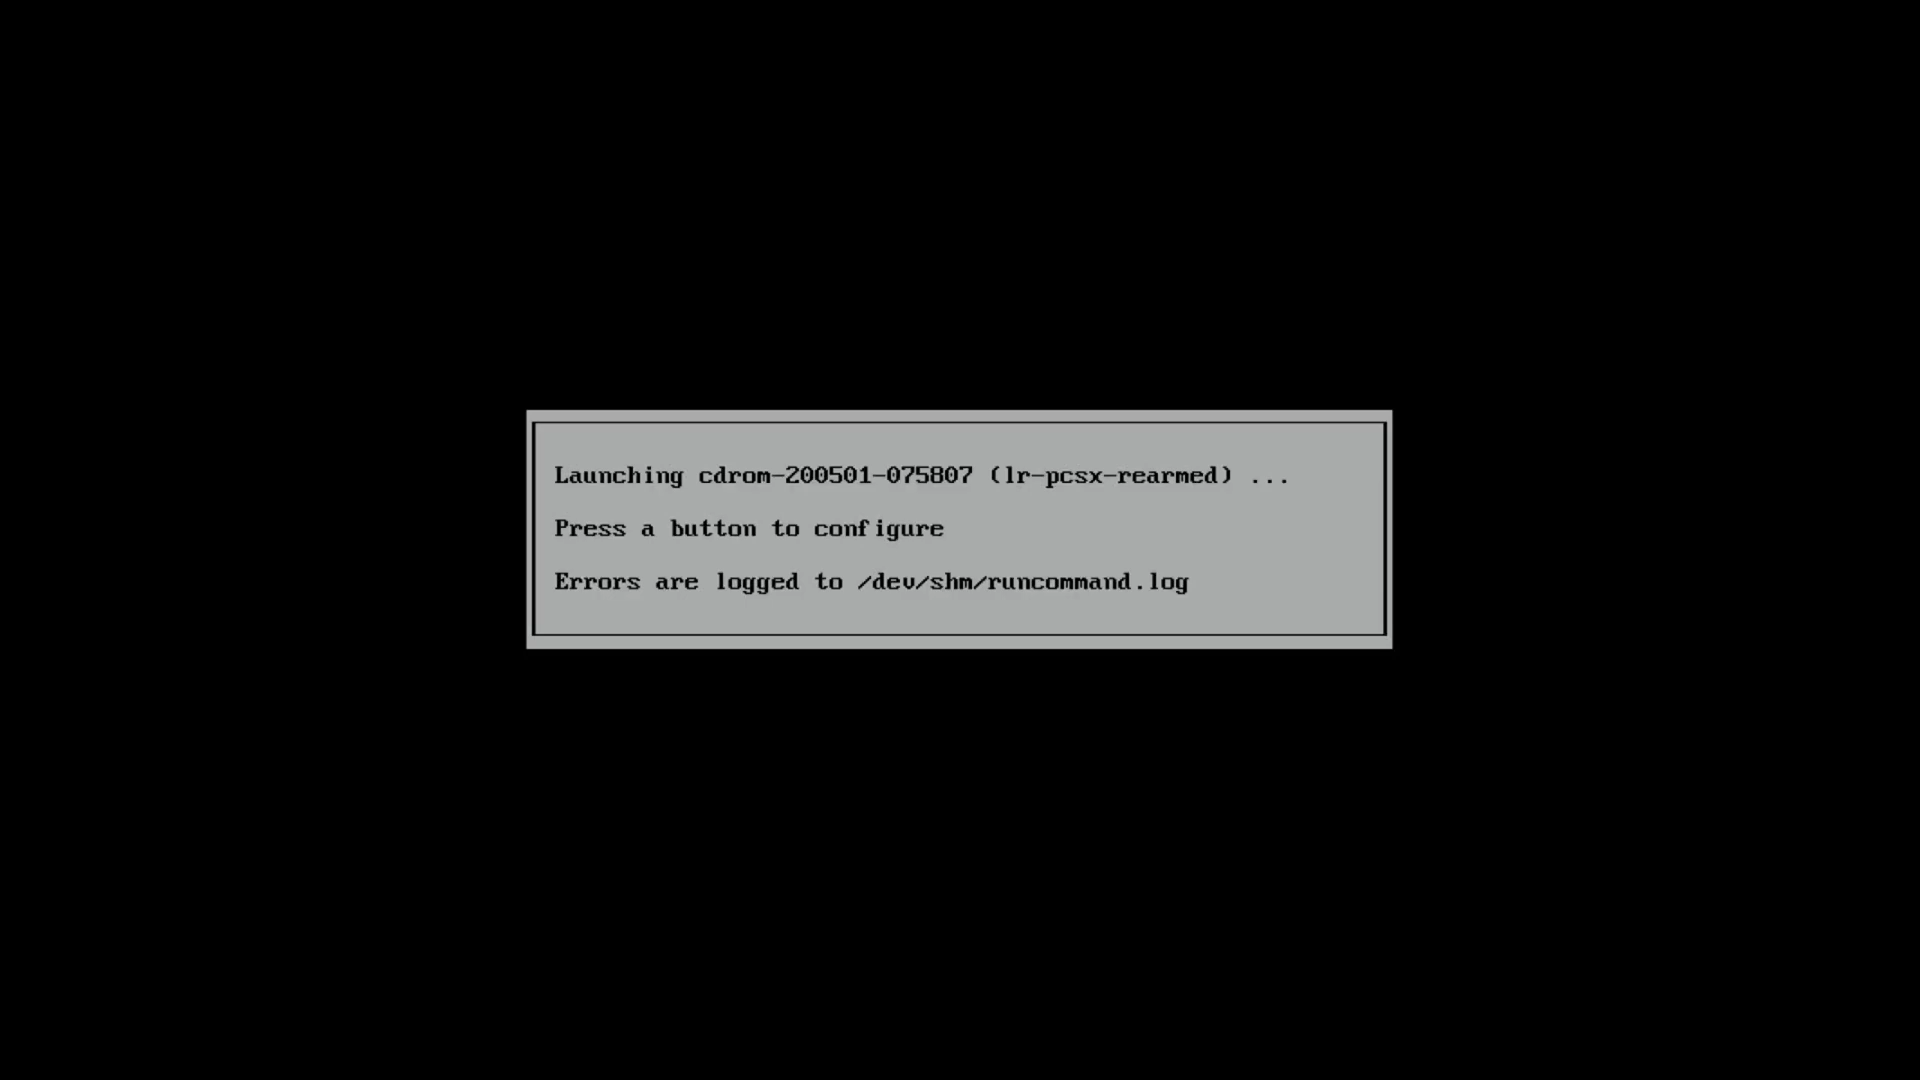 Launching cdrom-200501-075807 (lr-pcsx-rearmed) ...
Press a button to configure
Errors are logged to /dev/shm/runcommand.log